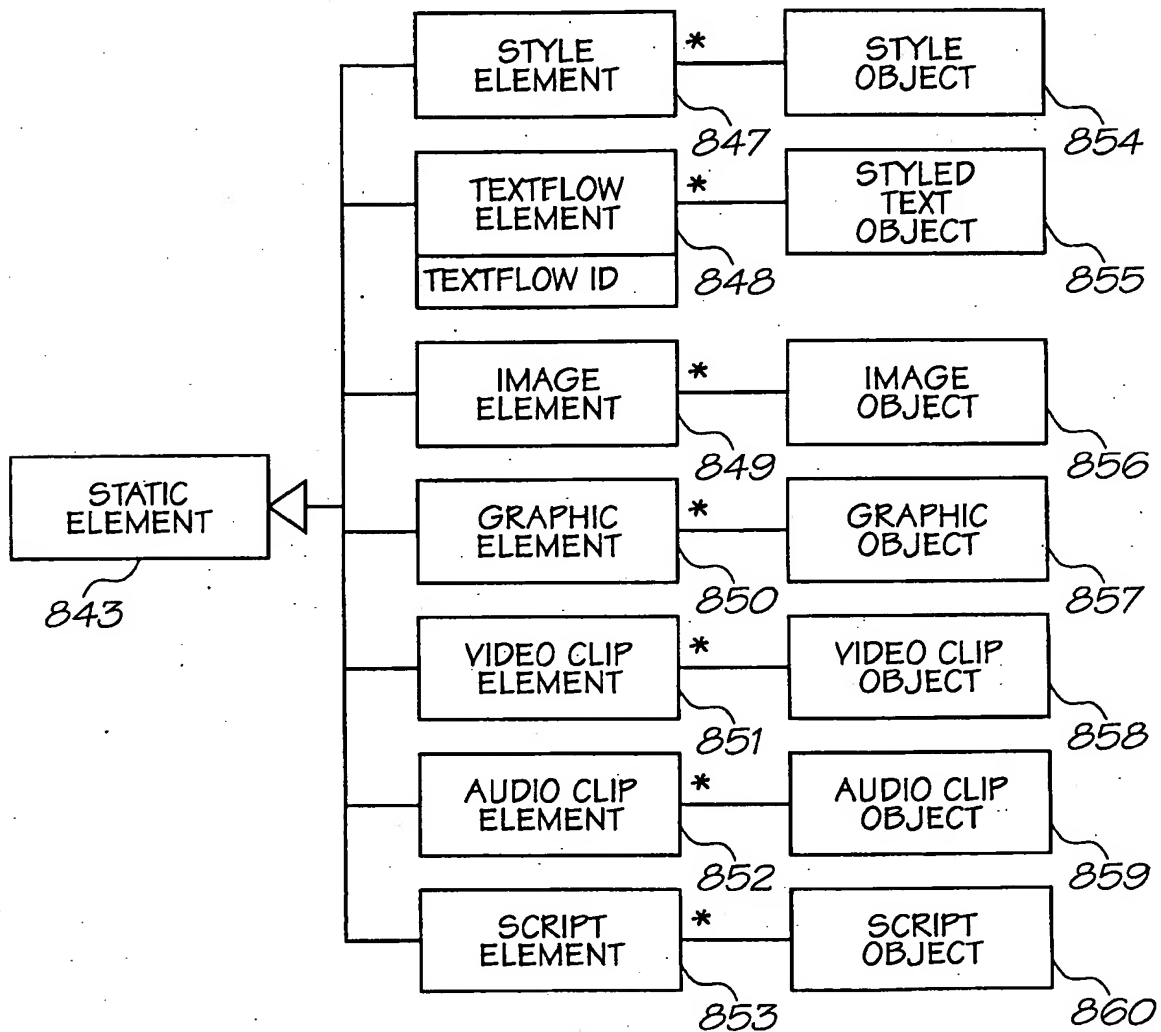 STYLE
ELEMENT
*
847
STYLE
OBJECT
854
TEXTFLOW
ELEMENT
*
848
TEXTFLOW ID
STYLED
TEXT
OBJECT
855
IMAGE
ELEMENT
*
849
IMAGE
OBJECT
856
STATIC
ELEMENT
843
GRAPHIC
ELEMENT
*
850
GRAPHIC
OBJECT
857
VIDEO CLIP
ELEMENT
*
851
VIDEO CLIP
OBJECT
858
AUDIO CLIP
ELEMENT
*
852
AUDIO CLIP
OBJECT
859
SCRIPT
ELEMENT
*
853
SCRIPT
OBJECT
860